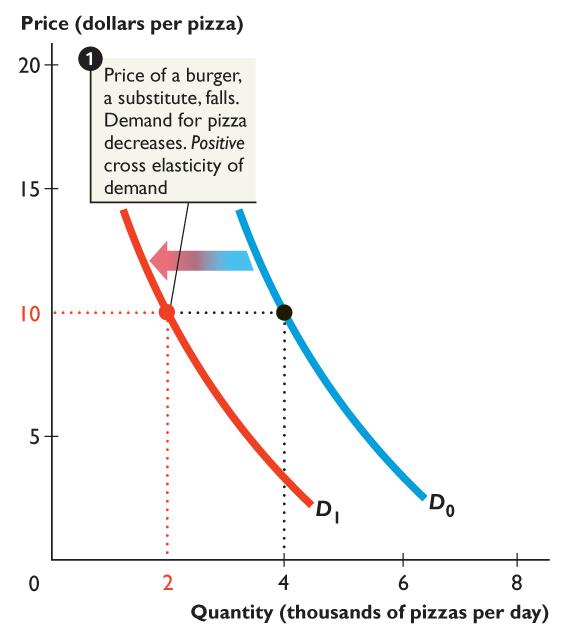 Price (dollars per pizza)
20
1
Price of a burger,
a substitute, falls.
Demand for pizza
decreases. Positive
cross elasticity of
demand
15
10
5
D1
D0
0
2
4
6
8
Quantity (thousands of pizzas per day)